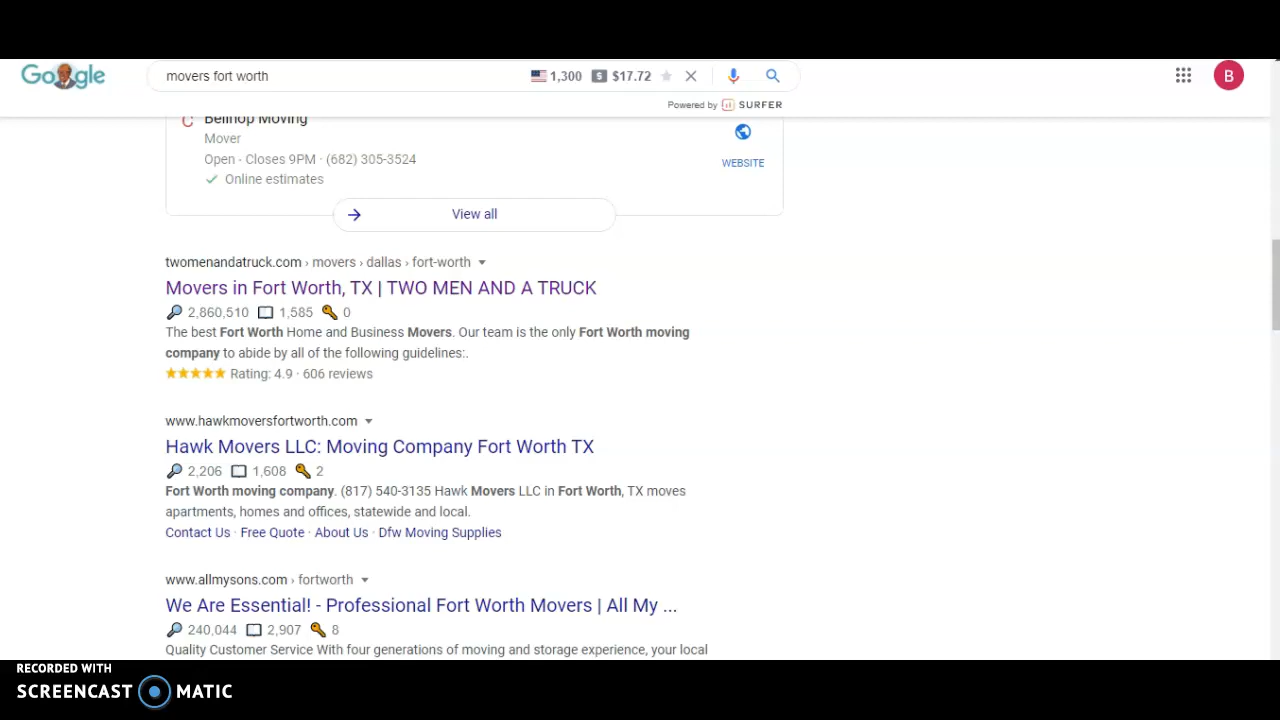 Google
movers fort worth
1,300 $ $17.72
B
Powered by SURFER
Bellhop Moving
Mover
Open · Closes 9PM · (682) 305-3524
WEBSITE
Online estimates
View all
twomenandatruck.com › movers › dallas › fort-worth
Movers in Fort Worth, TX | TWO MEN AND A TRUCK
2,860,510 1,585 0
The best Fort Worth Home and Business Movers. Our team is the only Fort Worth moving
company to abide by all of the following guidelines:.
Rating: 4.9 · 606 reviews
www.hawkmoversfortworth.com
Hawk Movers LLC: Moving Company Fort Worth TX
2,206 1,608 2
Fort Worth moving company. (817) 540-3135 Hawk Movers LLC in Fort Worth, TX moves
apartments, homes and offices, statewide and local.
Contact Us · Free Quote · About Us · Dfw Moving Supplies
www.allmysons.com › fortworth
We Are Essential! - Professional Fort Worth Movers | All My ...
240,044 2,907 8
Quality Customer Service With four generations of moving and storage experience, your local
RECORDED WITH
SCREENCAST MATIC